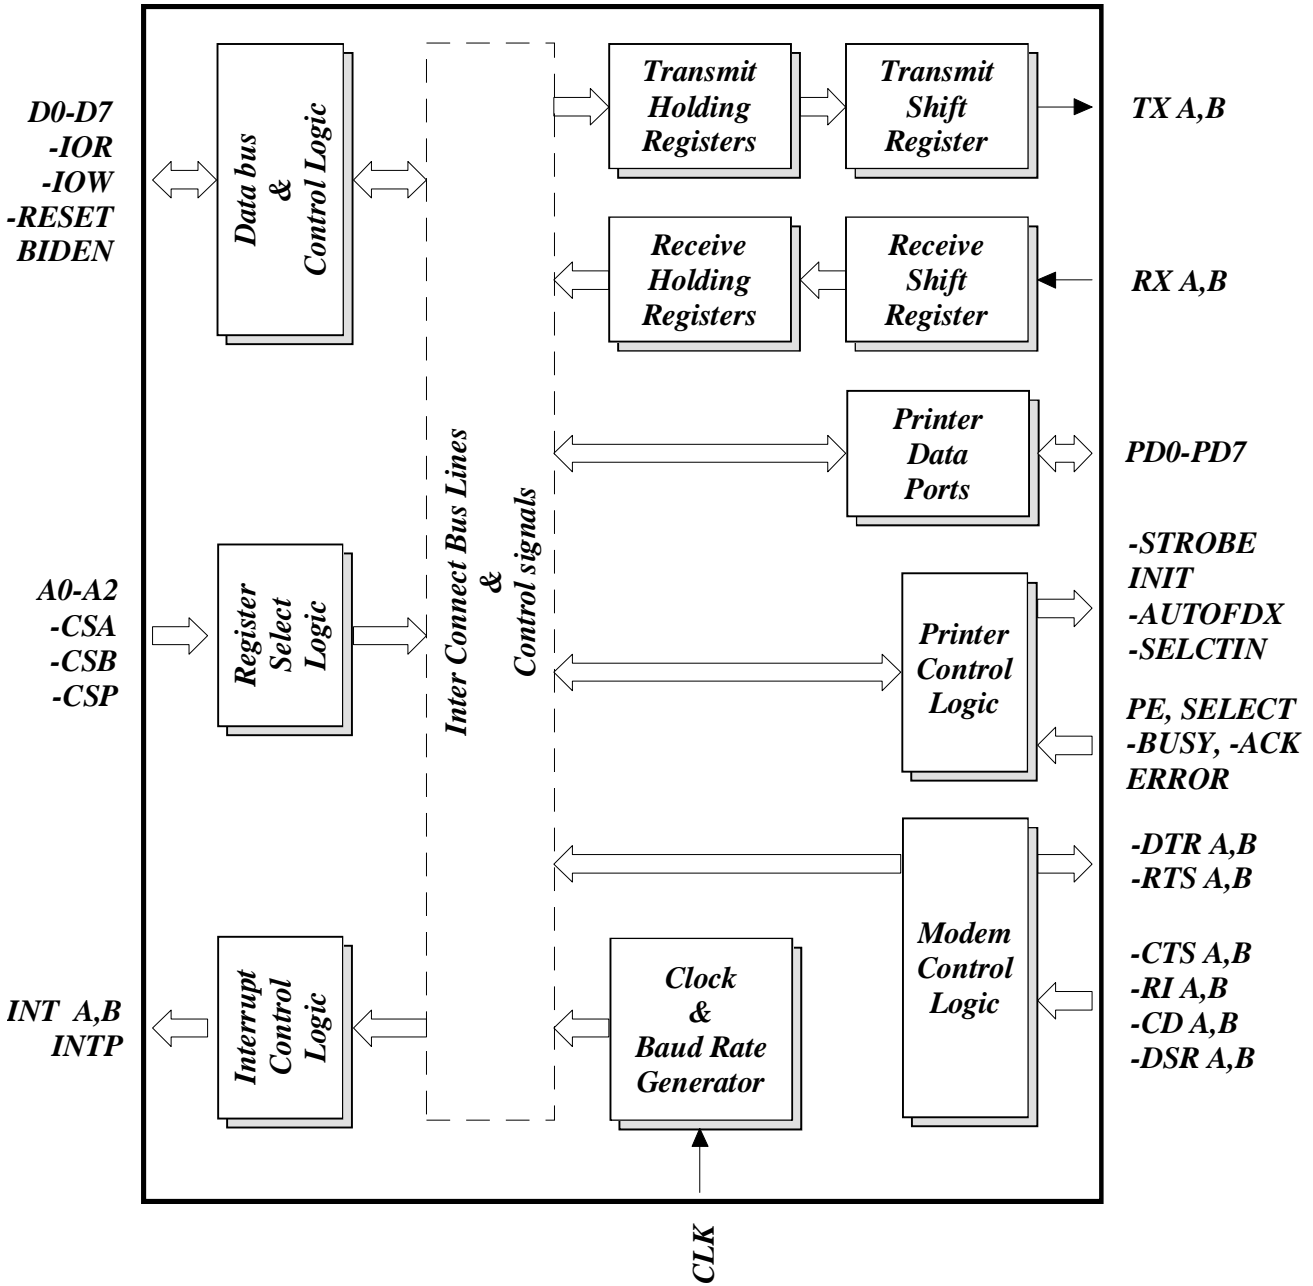 D0-D7
-IOR
-IOW
-RESET
BIDEN
Data bus
&
Control Logic
A0-A2
-CSA
-CSB
-CSP
Register
Select
Logic
INT A,B
INTP
Interrupt
Control
Logic
Inter Connect Bus Lines
&
Control signals
Transmit
Holding
Registers
Transmit
Shift
Register
TX A,B
Receive
Holding
Registers
Receive
Shift
Register
RX A,B
Printer
Data
Ports
PD0-PD7
Printer
Control
Logic
-STROBE
INIT
-AUTOFDX
-SELCTIN
PE, SELECT
-BUSY, -ACK
ERROR
Modem
Control
Logic
-DTR A,B
-RTS A,B
-CTS A,B
-RI A,B
-CD A,B
-DSR A,B
Clock
&
Baud Rate
Generator
CLK